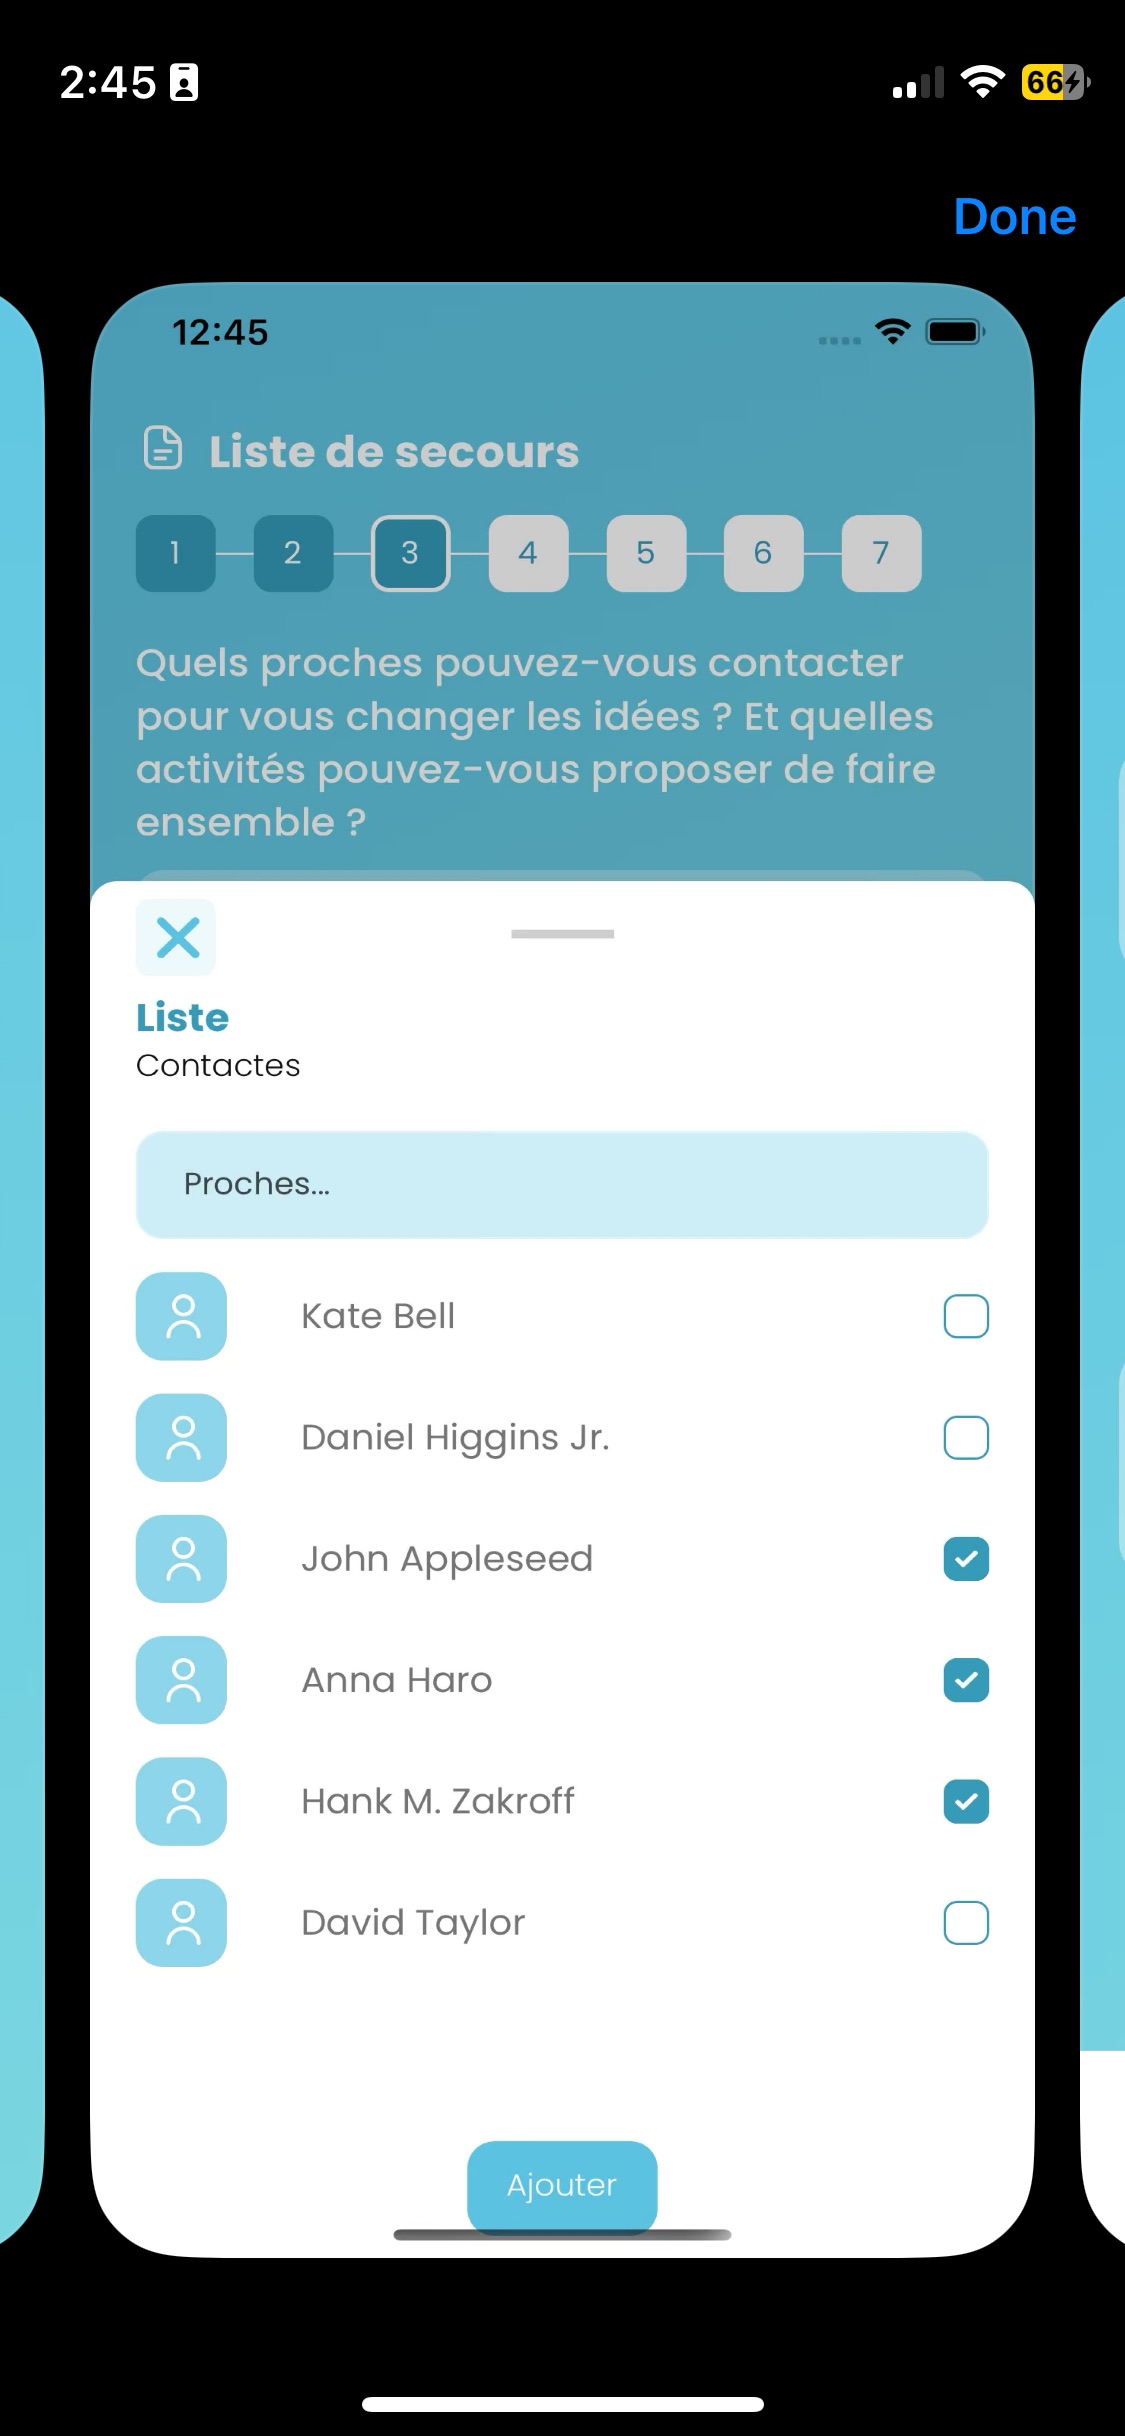 2:45
66
Done
12:45
Liste de secours
1 2 3 4 5 6 7
Quels proches pouvez-vous contacter
pour vous changer les idées ? Et quelles
activités pouvez-vous proposer de faire
ensemble ?
Liste
Contactes
Proches...
Kate Bell
Daniel Higgins Jr.
John Appleseed
Anna Haro
Hank M. Zakroff
David Taylor
Ajouter